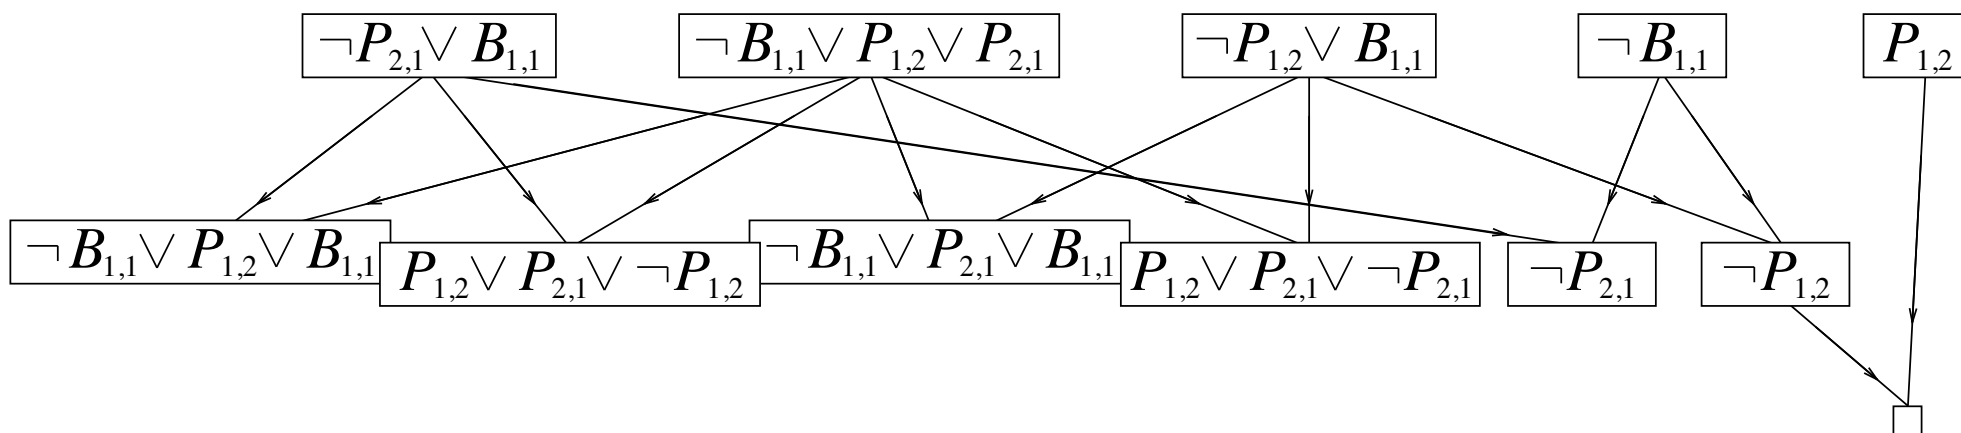 ¬P₂,₁ ∨ B₁,₁
¬B₁,₁ ∨ P₁,₂ ∨ P₂,₁
¬P₁,₂ ∨ B₁,₁
¬B₁,₁
P₁,₂
¬B₁,₁ ∨ P₁,₂ ∨ B₁,₁
P₁,₂ ∨ P₂,₁ ∨ ¬P₁,₂
¬B₁,₁ ∨ P₂,₁ ∨ B₁,₁
P₁,₂ ∨ P₂,₁ ∨ ¬P₂,₁
¬P₂,₁
¬P₁,₂